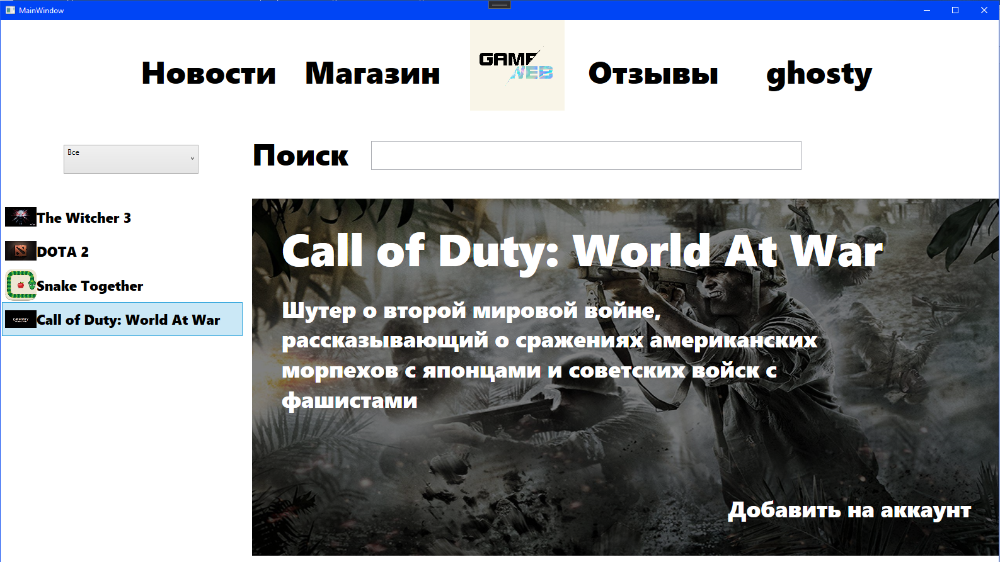 MainWindow
Новости Магазин GAME WEB Отзывы ghosty
Все
Поиск
The Witcher 3
DOTA 2
Snake Together
Call of Duty: World At War
Call of Duty: World At War
Шутер о второй мировой войне,
рассказывающий о сражениях американских
морпехов с японцами и советских войск с
фашистами
Добавить на аккаунт